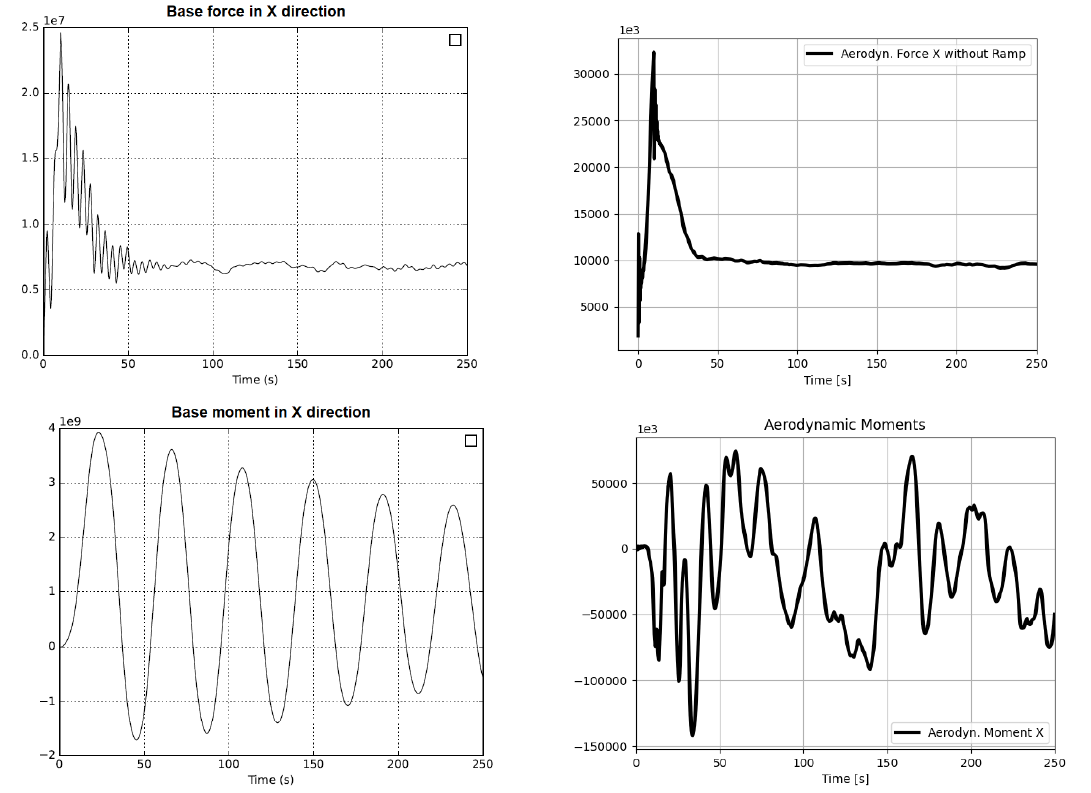 Base force in X direction
1e7
2.5
2.0
1.5
1.0
0.5
0.0
0 50 100 150 200 250
Time (s)
1e3
Aerodyn. Force X without Ramp
30000
25000
20000
15000
10000
5000
0 50 100 150 200 250
Time [s]
Base moment in X direction
1e9
4
3
2
1
0
−1
−2
0 50 100 150 200 250
Time (s)
Aerodynamic Moments
1e3
50000
0
−50000
−100000
−150000
Aerodyn. Moment X
0 50 100 150 200 250
Time [s]